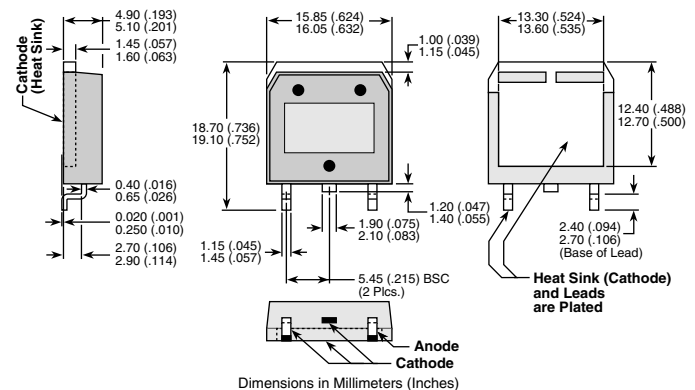 4.90 (.193)
5.10 (.201)
1.45 (.057)
1.60 (.063)
Cathode
(Heat Sink)
0.40 (.016)
0.65 (.026)
0.020 (.001)
0.250 (.010)
2.70 (.106)
2.90 (.114)
15.85 (.624)
16.05 (.632)
1.00 (.039)
1.15 (.045)
18.70 (.736)
19.10 (.752)
1.20 (.047)
1.40 (.055)
1.90 (.075)
2.10 (.083)
1.15 (.045)
1.45 (.057)
5.45 (.215) BSC
(2 Plcs.)
13.30 (.524)
13.60 (.535)
12.40 (.488)
12.70 (.500)
2.40 (.094)
2.70 (.106)
(Base of Lead)
Heat Sink (Cathode)
and Leads
are Plated
Anode
Cathode
Dimensions in Millimeters (Inches)